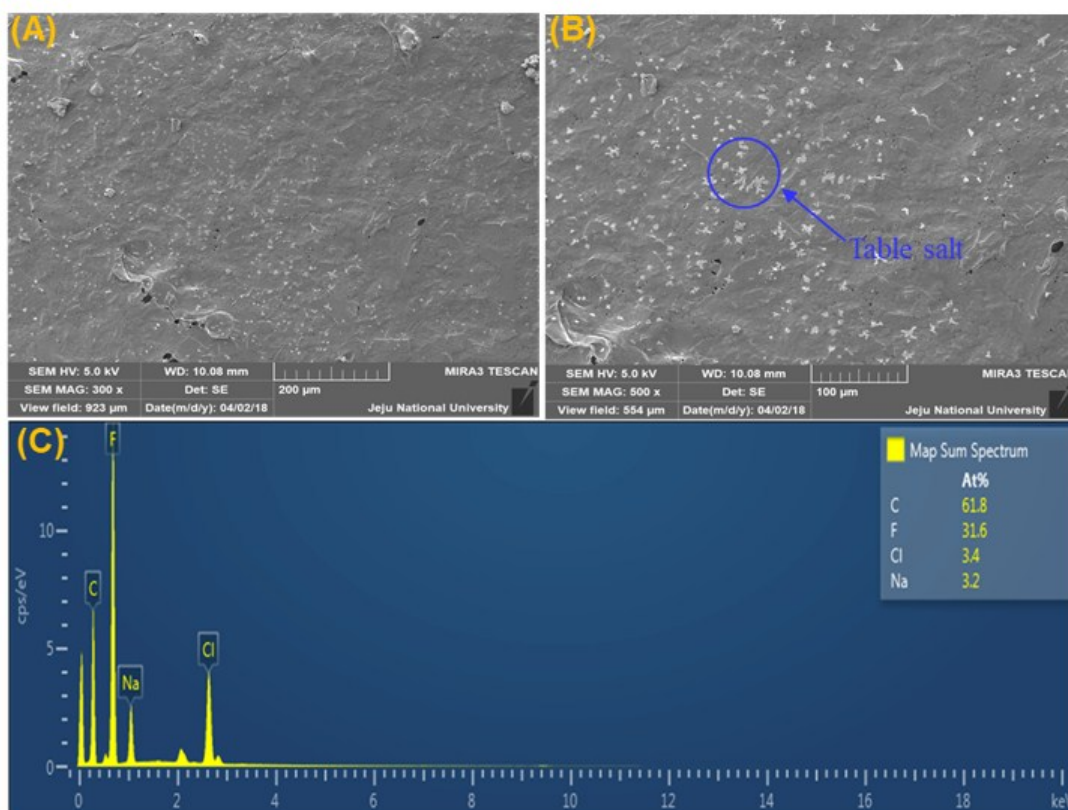 (A)
SEM HV: 5.0 kV WD: 10.08 mm MIRA3 TESCAN
SEM MAG: 300 x Det: SE 200 µm
View field: 923 µm Date(m/d/y): 04/02/18 Jeju National University
(B)
Table salt
SEM HV: 5.0 kV WD: 10.08 mm MIRA3 TESCAN
SEM MAG: 500 x Det: SE 100 µm
View field: 554 µm Date(m/d/y): 04/02/18 Jeju National University
(C)
F
C
Na
Cl
Map Sum Spectrum
At%
C 61.8
F 31.6
Cl 3.4
Na 3.2
cps/eV
10
5
0
0 2 4 6 8 10 12 14 16 18 keV